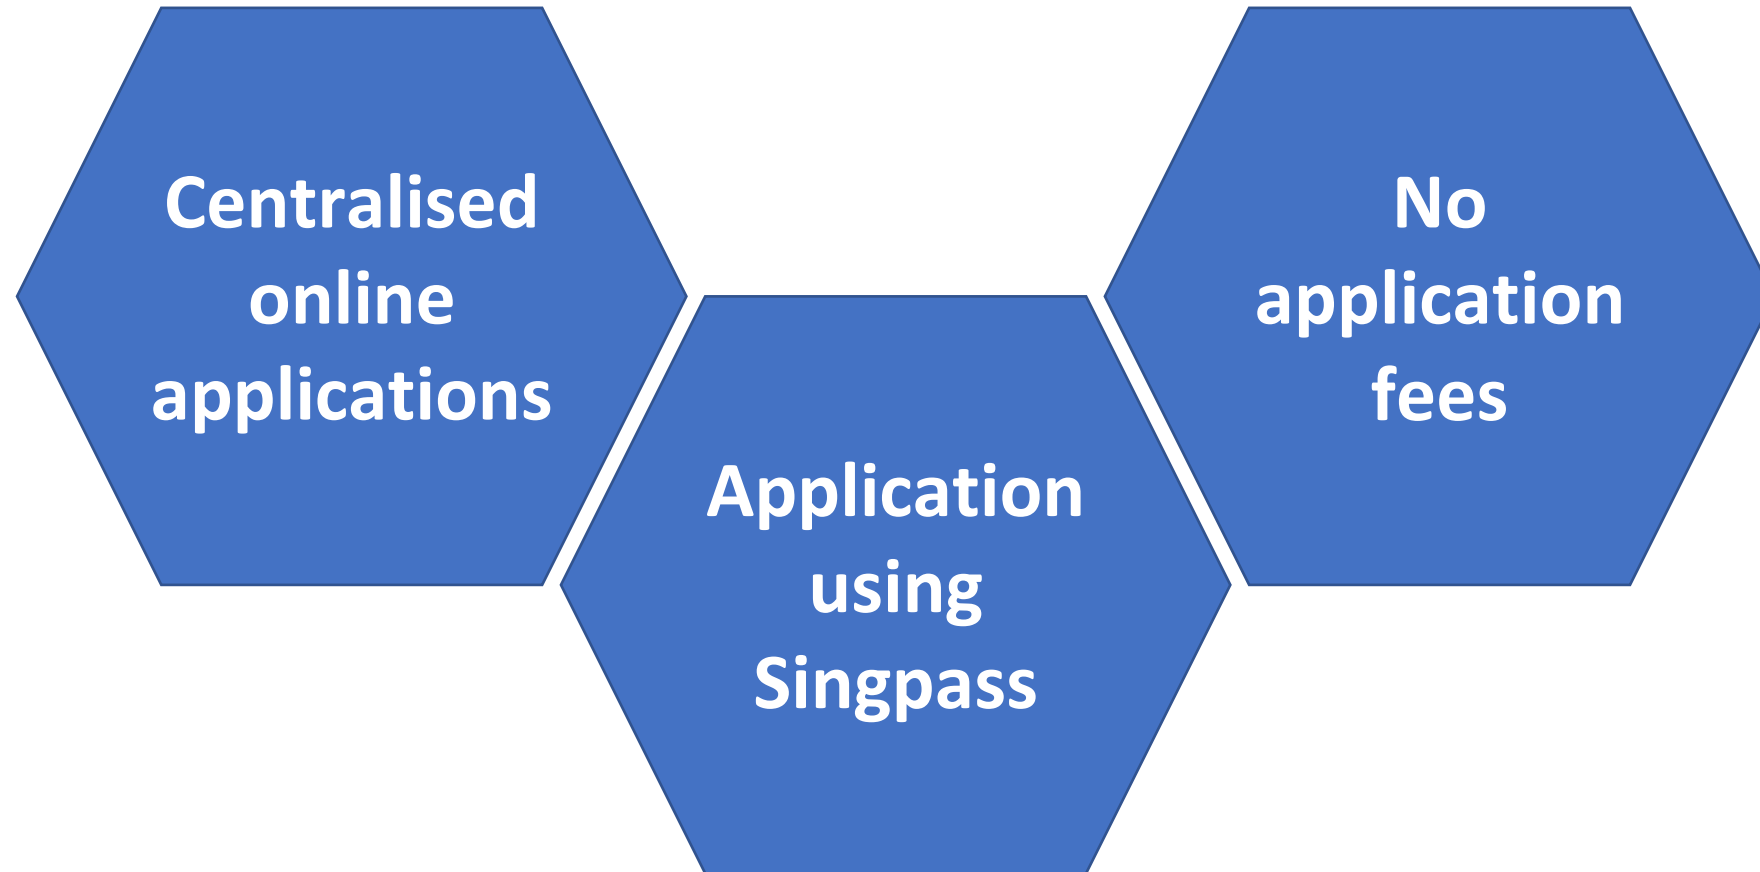 Centralised
online
applications
Application
using
Singpass
No
application
fees